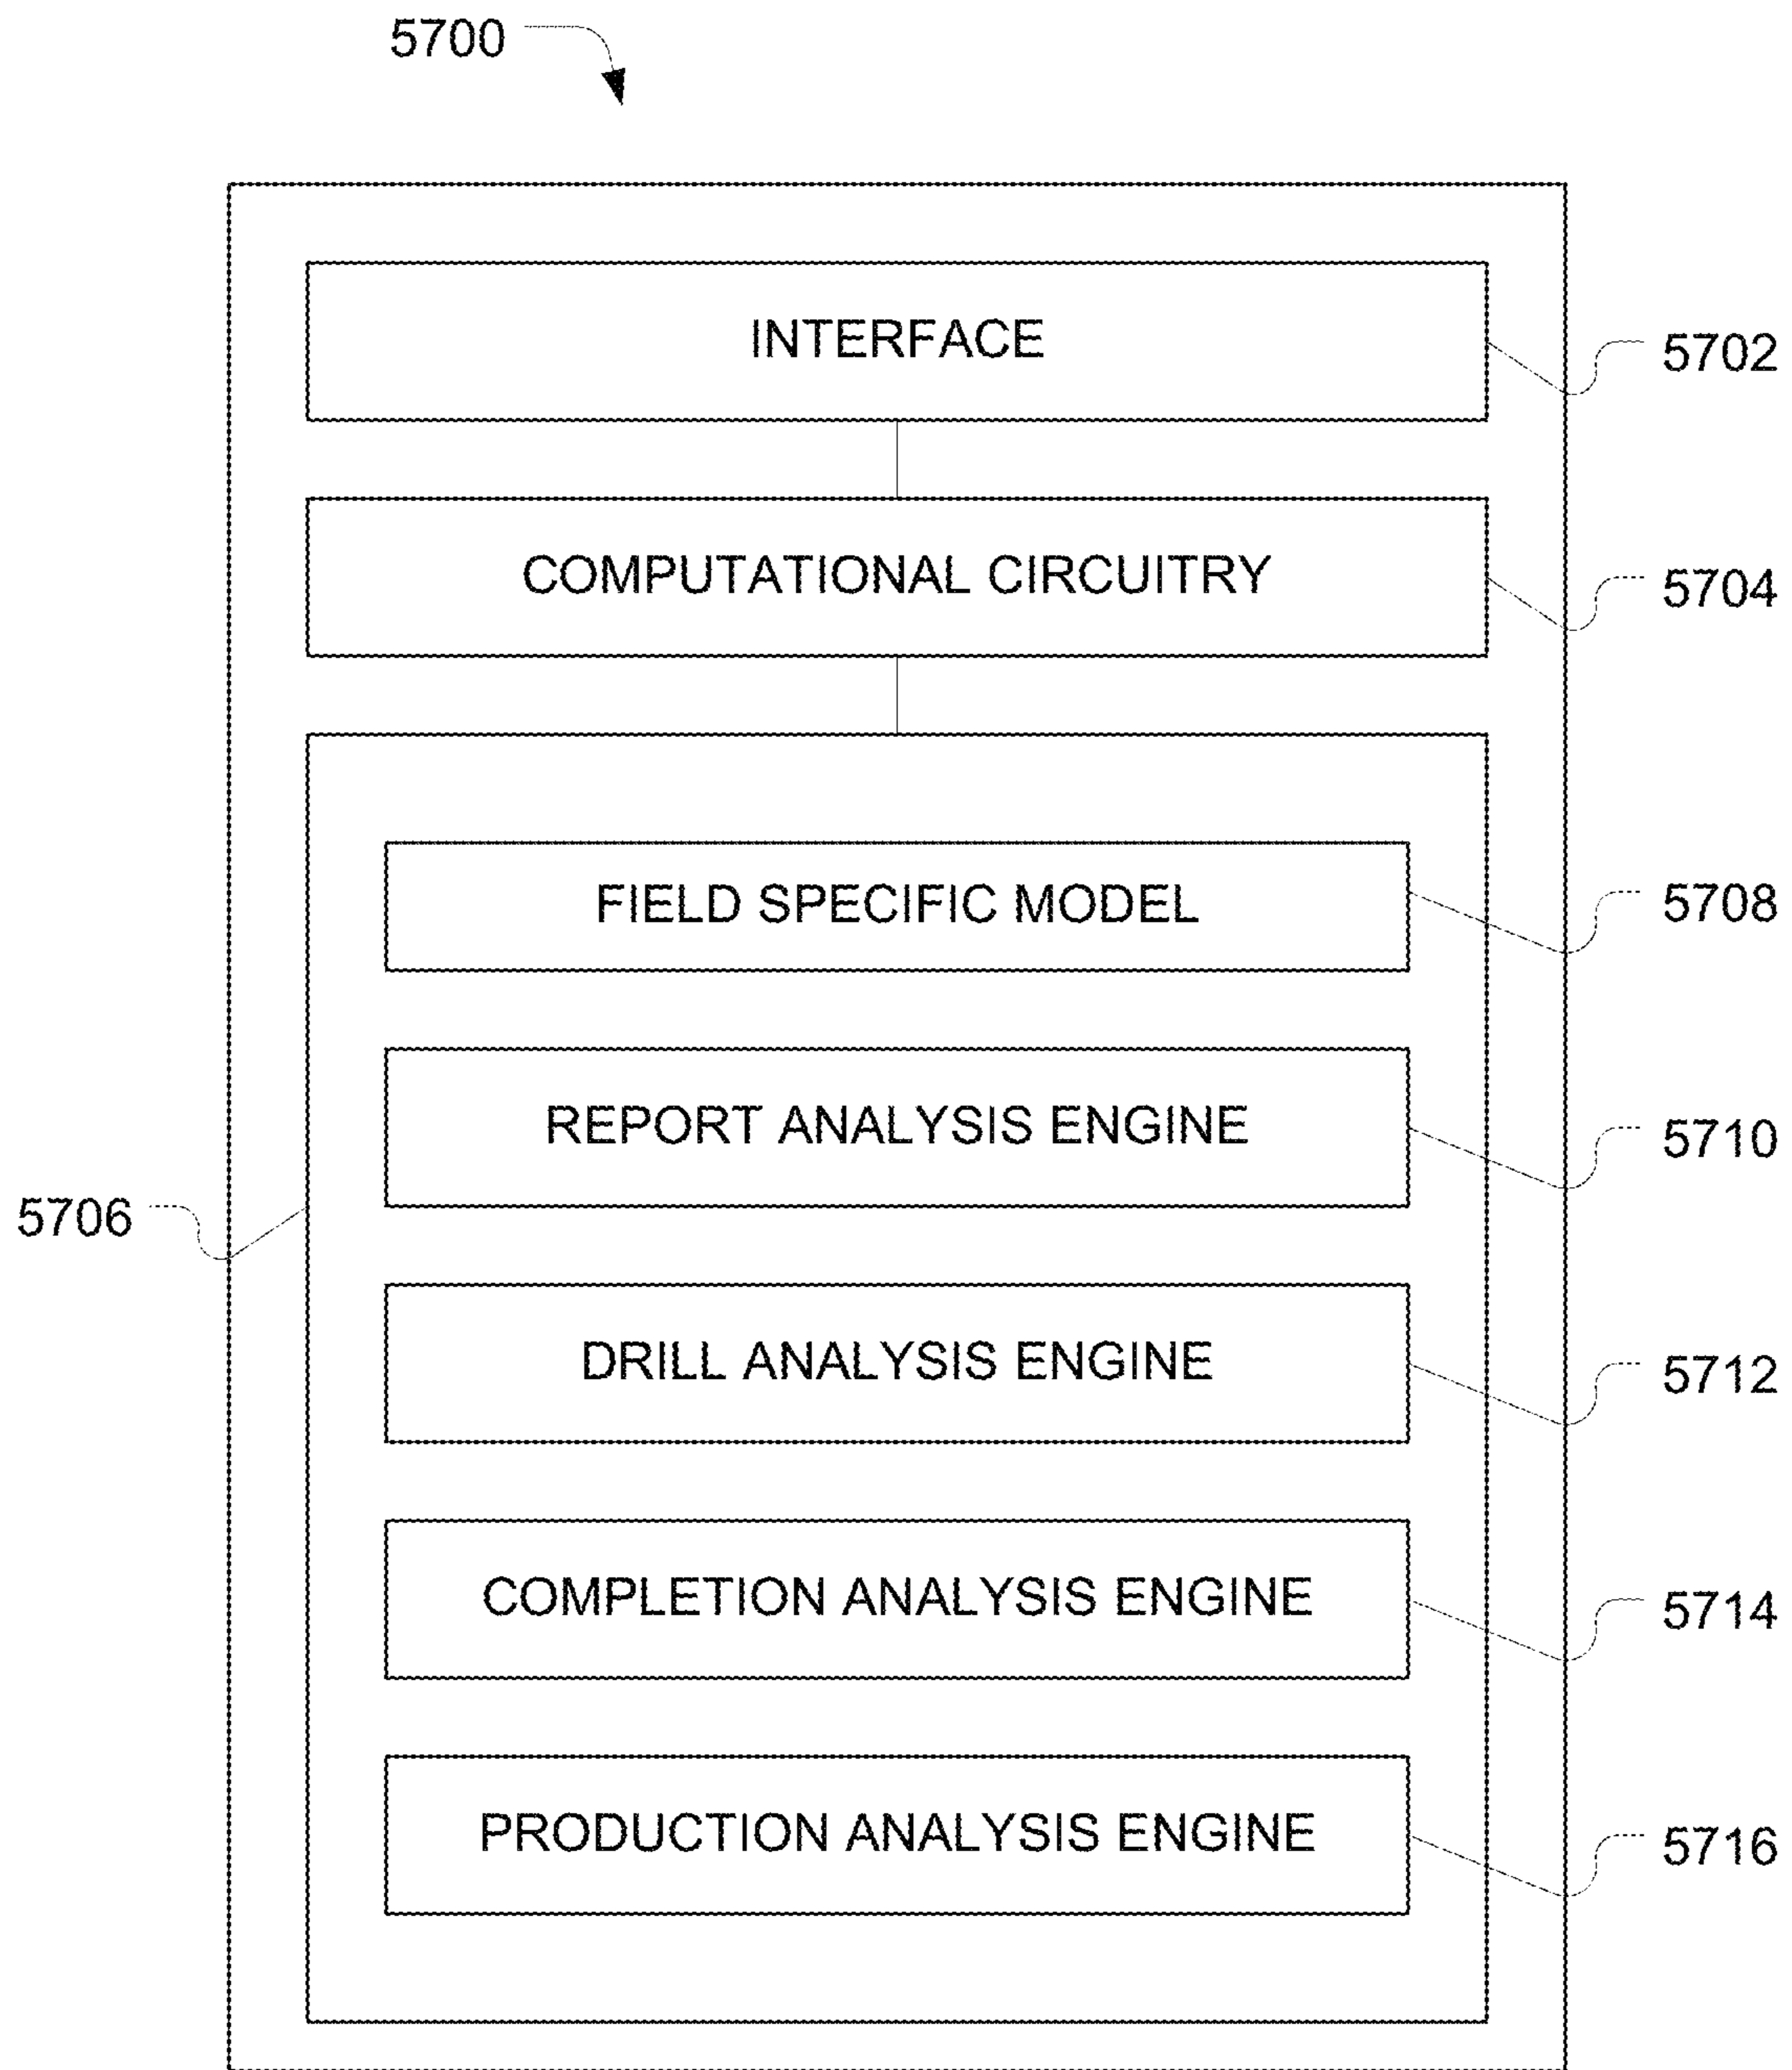 5700
INTERFACE
5702
COMPUTATIONAL CIRCUITRY
5704
FIELD SPECIFIC MODEL
5708
REPORT ANALYSIS ENGINE
5710
5706
DRILL ANALYSIS ENGINE
5712
COMPLETION ANALYSIS ENGINE
5714
PRODUCTION ANALYSIS ENGINE
5716